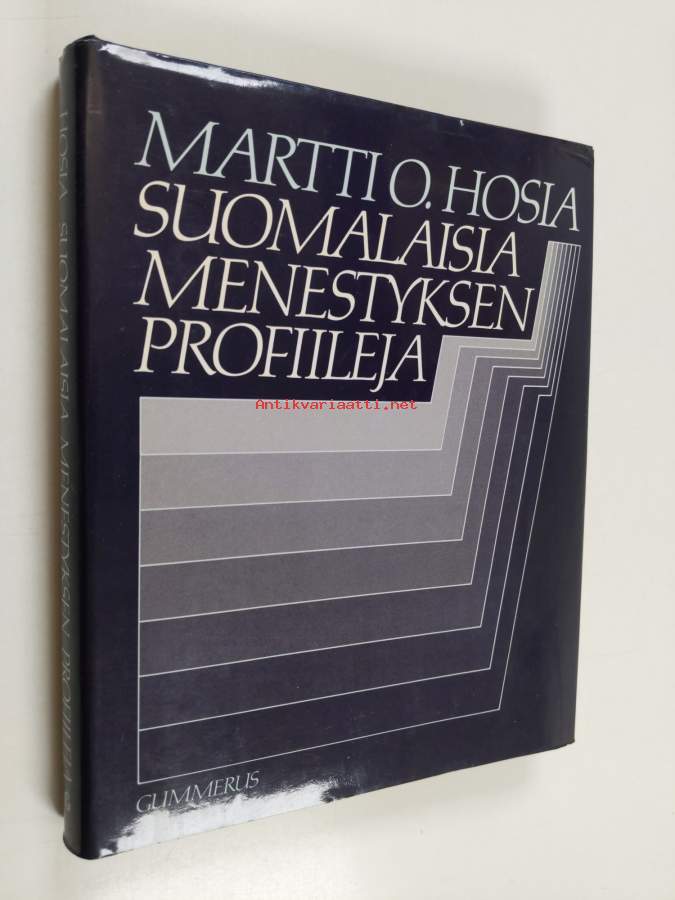 MARTTI O. HOSIA
SUOMALAISIA
MENESTYKSEN
PROFIILEJA
Antikvariaatti.net
GUMMERUS
HOSIA SUOMALAISIA MENESTYKSEN PROFIILEJA